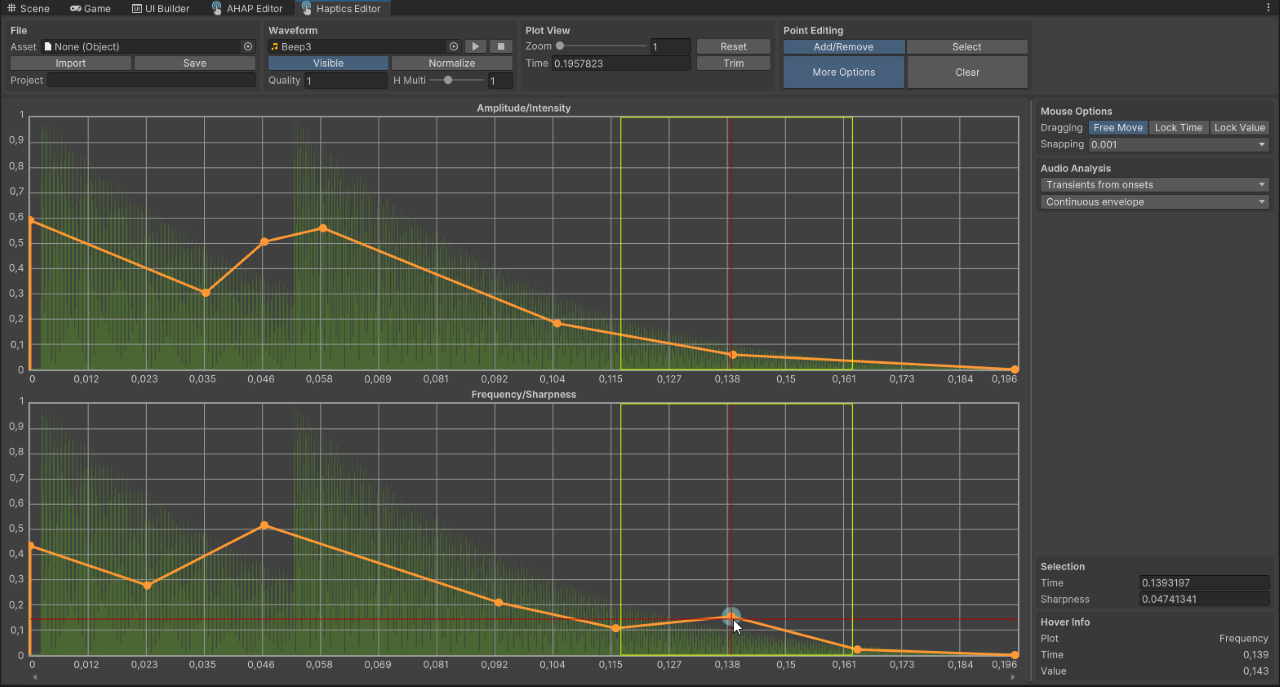 Scene Game UI Builder AHAP Editor Haptics Editor
File Waveform Plot View Point Editing
Asset None (Object) Beep3 Zoom 1 Reset Add/Remove Select
Import Save Visible Normalize Time 0.1957823 Trim More Options Clear
Project Quality 1 H Multi 1
Amplitude/Intensity
1
0,9
0,8
0,7
0,6
0,5
0,4
0,3
0,2
0,1
0
0 0,012 0,023 0,035 0,046 0,058 0,069 0,081 0,092 0,104 0,115 0,127 0,138 0,15 0,161 0,173 0,184 0,196
Frequency/Sharpness
1
0,9
0,8
0,7
0,6
0,5
0,4
0,3
0,2
0,1
0
0 0,012 0,023 0,035 0,046 0,058 0,069 0,081 0,092 0,104 0,115 0,127 0,138 0,15 0,161 0,173 0,184 0,196
Mouse Options
Dragging Free Move Lock Time Lock Value
Snapping 0.001
Audio Analysis
Transients from onsets
Continuous envelope
Selection
Time 0.1393197
Sharpness 0.04741341
Hover Info
Plot Frequency
Time 0,139
Value 0,143